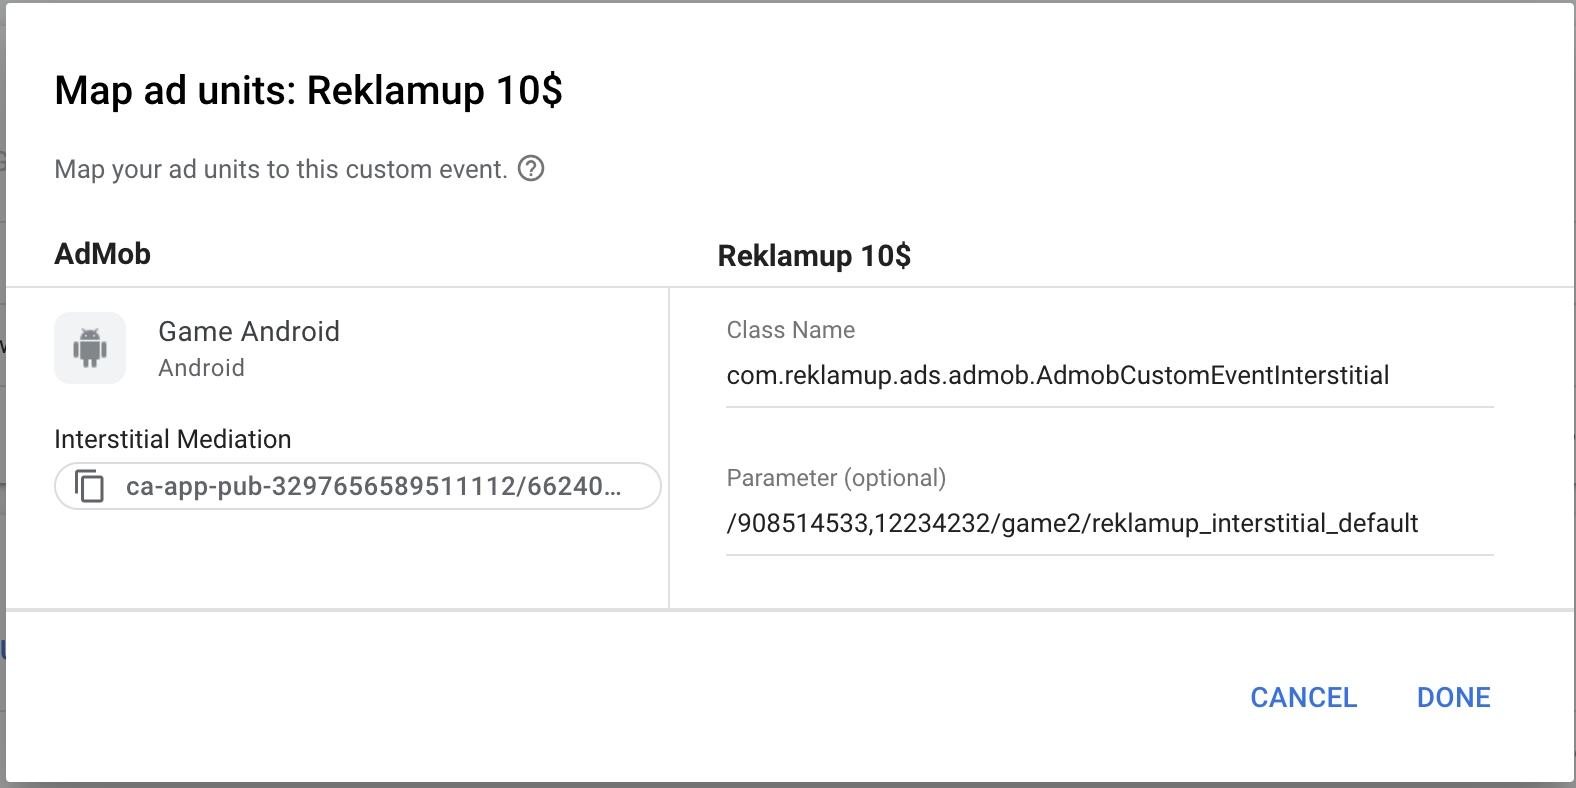 Map ad units: Reklamup 10$
Map your ad units to this custom event.
AdMob
Reklamup 10$
Game Android
Android
Interstitial Mediation
ca-app-pub-3297656589511112/66240...
Class Name
com.reklamup.ads.admob.AdmobCustomEventInterstitial
Parameter (optional)
/908514533,12234232/game2/reklamup_interstitial_default
CANCEL
DONE